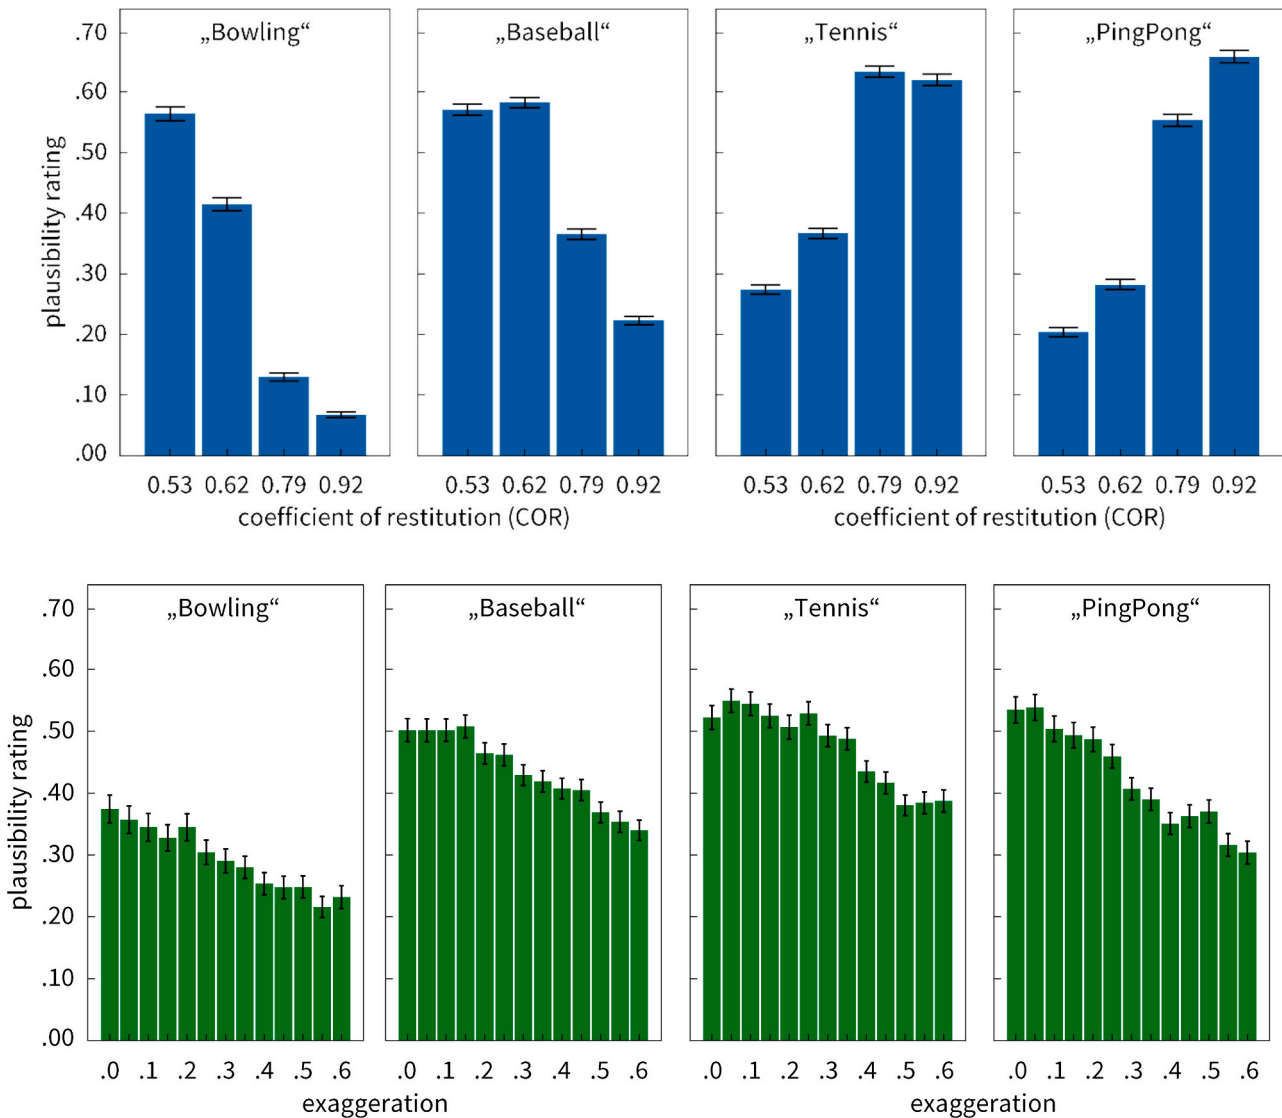 „Bowling“ „Baseball“ „Tennis“ „PingPong“
plausibility rating
.70
.60
.50
.40
.30
.20
.10
.00
0.53 0.62 0.79 0.92 0.53 0.62 0.79 0.92 0.53 0.62 0.79 0.92 0.53 0.62 0.79 0.92
coefficient of restitution (COR) coefficient of restitution (COR)
„Bowling“ „Baseball“ „Tennis“ „PingPong“
plausibility rating
.70
.60
.50
.40
.30
.20
.10
.00
.0 .1 .2 .3 .4 .5 .6 .0 .1 .2 .3 .4 .5 .6 .0 .1 .2 .3 .4 .5 .6 .0 .1 .2 .3 .4 .5 .6
exaggeration exaggeration exaggeration exaggeration